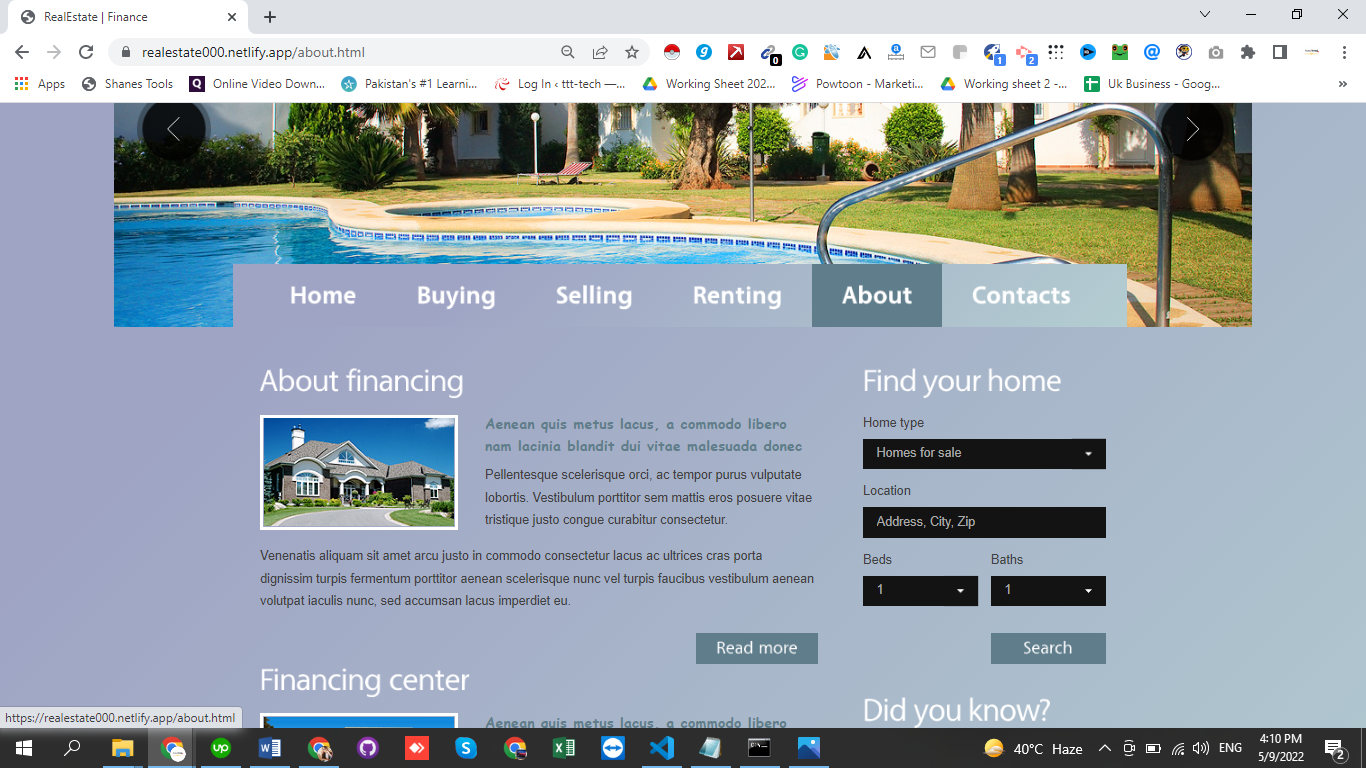 RealEstate | Finance
realestate000.netlify.app/about.html
0
1
2
Apps
Shanes Tools
Online Video Down...
Pakistan's #1 Learni...
Log In ‹ ttt-tech —...
Working Sheet 202...
Powtoon - Marketi...
Working sheet 2 -...
Uk Business - Goog...
»
Home Buying Selling Renting About Contacts
About financing
Aenean quis metus lacus, a commodo libero
nam lacinia blandit dui vitae malesuada donec
Pellentesque scelerisque orci, ac tempor purus vulputate
lobortis. Vestibulum porttitor sem mattis eros posuere vitae
tristique justo congue curabitur consectetur.
Venenatis aliquam sit amet arcu justo in commodo consectetur lacus ac ultrices cras porta
dignissim turpis fermentum porttitor aenean scelerisque nunc vel turpis faucibus vestibulum aenean
volutpat iaculis nunc, sed accumsan lacus imperdiet eu.
Read more
Financing center
Aenean quis metus lacus, a commodo libero
Find your home
Home type
Homes for sale
Location
Address, City, Zip
Beds Baths
1 1
Search
Did you know?
https://realestate000.netlify.app/about.html
40°C Haze
ENG
4:10 PM
5/9/2022
2